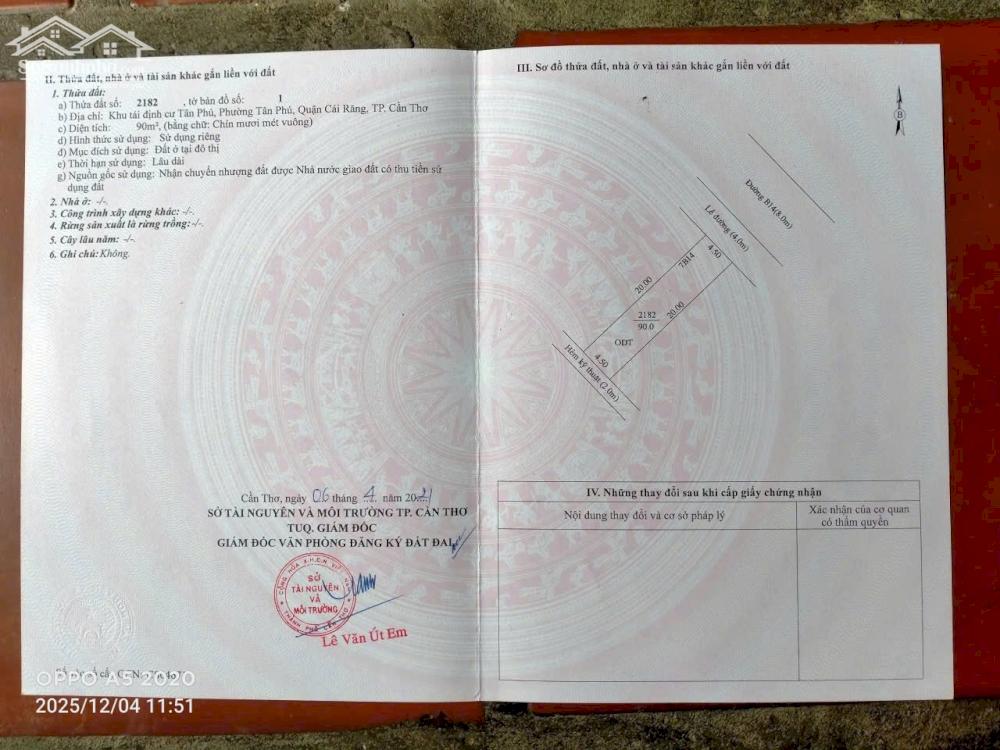 II. Thửa đất, nhà ở và tài sản khác gắn liền với đất
1. Thửa đất:
a) Thửa đất số: 2182 , tờ bản đồ số: 1
b) Địa chỉ: Khu tái định cư Tân Phú, Phường Tân Phú, Quận Cái Răng, TP. Cần Thơ
c) Diện tích: 90m², (bằng chữ: Chín mươi mét vuông)
d) Hình thức sử dụng: Sử dụng riêng
đ) Mục đích sử dụng: Đất ở tại đô thị
e) Thời hạn sử dụng: Lâu dài
g) Nguồn gốc sử dụng: Nhận chuyển nhượng đất được Nhà nước giao đất có thu tiền sử
dụng đất
2. Nhà ở: -/-.
3. Công trình xây dựng khác: -/-.
4. Rừng sản xuất là rừng trồng: -/-.
5. Cây lâu năm: -/-.
6. Ghi chú: Không.
Cần Thơ, ngày 06 tháng 4 năm 2021
SỞ TÀI NGUYÊN VÀ MÔI TRƯỜNG TP. CẦN THƠ
TUQ. GIÁM ĐỐC
GIÁM ĐỐC VĂN PHÒNG ĐĂNG KÝ ĐẤT ĐAI
CỘNG HÒA X.H.C.N VIỆT NAM
SỞ
TÀI NGUYÊN
VÀ
MÔI TRƯỜNG
THÀNH PHỐ CẦN THƠ
Lê Văn Út Em
OPPO A5 2020
2025/12/04 11:51
III. Sơ đồ thửa đất, nhà ở và tài sản khác gắn liền với đất
B
Đường B14(8.0m)
Lề đường (4.0m)
4.50
7B14
20.00
20.00
2182
90.0
ODT
4.50
Hẻm kỹ thuật (2.0m)
IV. Những thay đổi sau khi cấp giấy chứng nhận
Nội dung thay đổi và cơ sở pháp lý
Xác nhận của cơ quan
có thẩm quyền